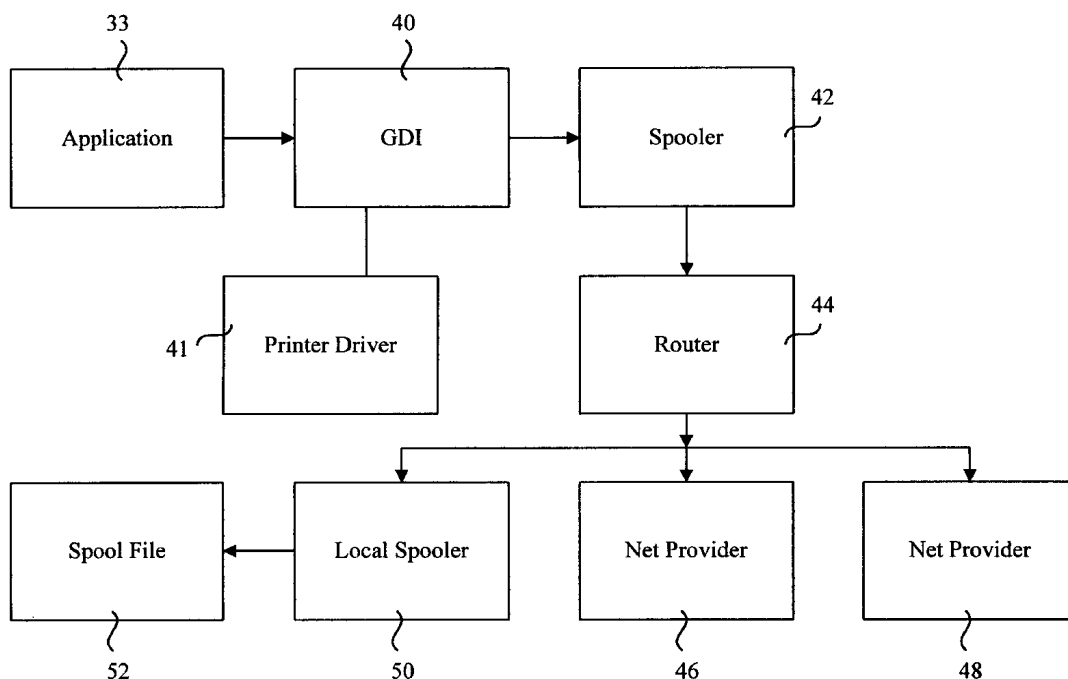 33
40
Application
GDI
Spooler
42
41
Printer Driver
Router
44
Spool File
Local Spooler
Net Provider
Net Provider
52
50
46
48